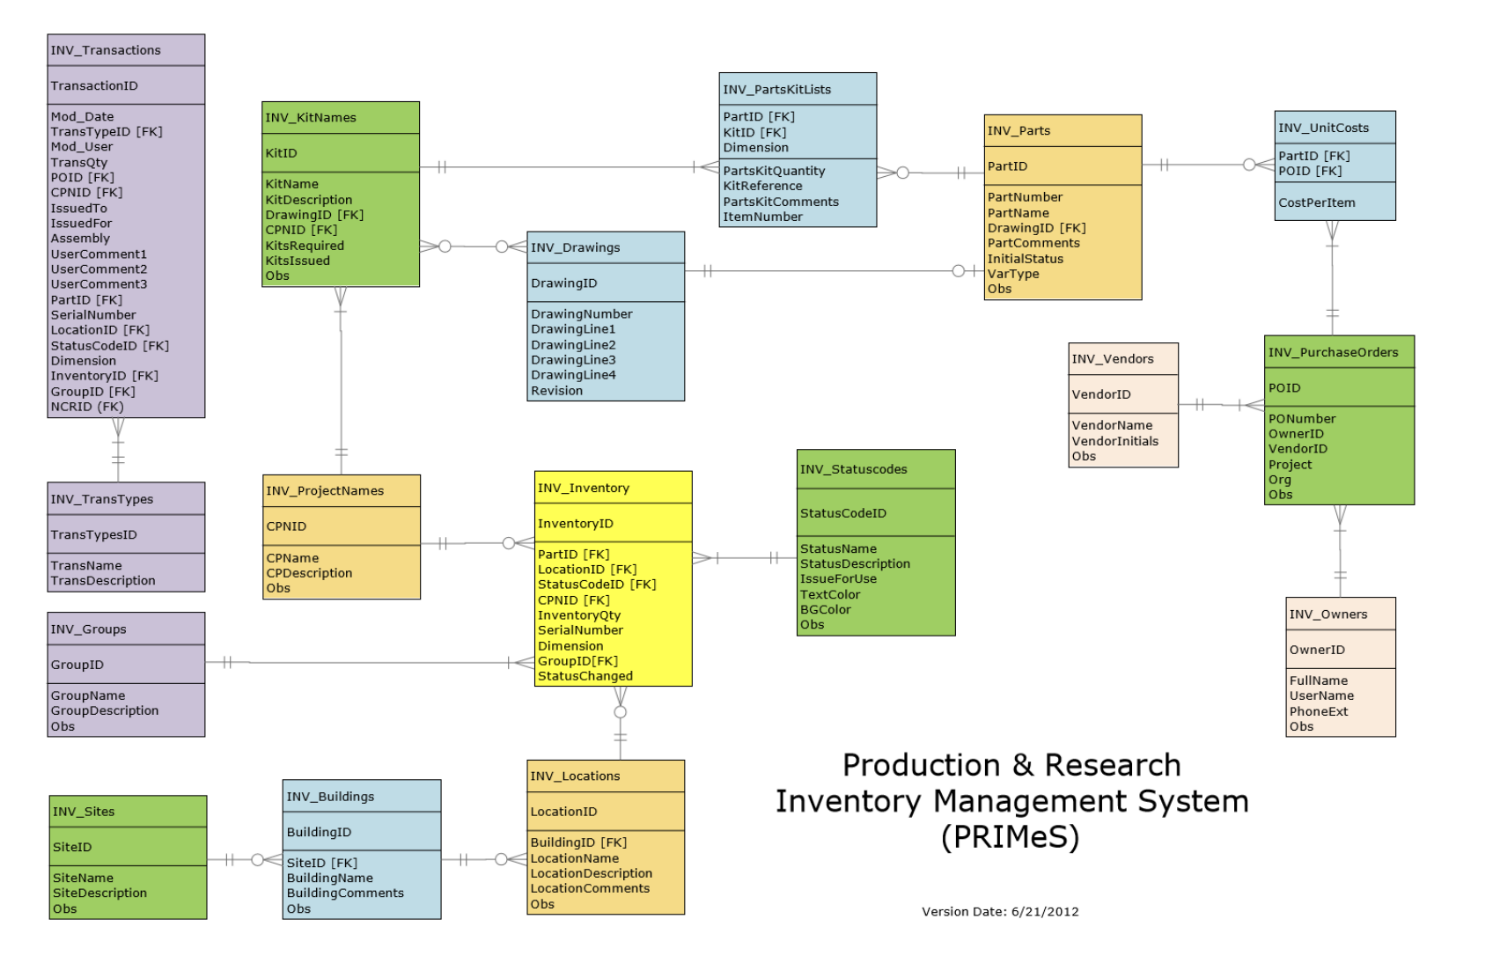 INV_Transactions
TransactionID
Mod_Date
TransTypeID [FK]
Mod_User
TransQty
POID [FK]
CPNID [FK]
IssuedTo
IssuedFor
Assembly
UserComment1
UserComment2
UserComment3
PartID [FK]
SerialNumber
LocationID [FK]
StatusCodeID [FK]
Dimension
InventoryID [FK]
GroupID [FK]
NCRID (FK)
INV_TransTypes
TransTypesID
TransName
TransDescription
INV_Groups
GroupID
GroupName
GroupDescription
Obs
INV_Sites
SiteID
SiteName
SiteDescription
Obs
INV_KitNames
KitID
KitName
KitDescription
DrawingID [FK]
CPNID [FK]
KitsRequired
KitsIssued
Obs
INV_ProjectNames
CPNID
CPName
CPDescription
Obs
INV_Buildings
BuildingID
SiteID [FK]
BuildingName
BuildingComments
Obs
INV_Drawings
DrawingID
DrawingNumber
DrawingLine1
DrawingLine2
DrawingLine3
DrawingLine4
Revision
INV_Inventory
InventoryID
PartID [FK]
LocationID [FK]
StatusCodeID [FK]
CPNID [FK]
InventoryQty
SerialNumber
Dimension
GroupID[FK]
StatusChanged
INV_Locations
LocationID
BuildingID [FK]
LocationName
LocationDescription
LocationComments
Obs
INV_PartsKitLists
PartID [FK]
KitID [FK]
Dimension
PartsKitQuantity
KitReference
PartsKitComments
ItemNumber
INV_Statuscodes
StatusCodeID
StatusName
StatusDescription
IssueForUse
TextColor
BGColor
Obs
INV_Parts
PartID
PartNumber
PartName
DrawingID [FK]
PartComments
InitialStatus
VarType
Obs
INV_UnitCosts
PartID [FK]
POID [FK]
CostPerItem
INV_Vendors
VendorID
VendorName
VendorInitials
Obs
INV_PurchaseOrders
POID
PONumber
OwnerID
VendorID
Project
Org
Obs
INV_Owners
OwnerID
FullName
UserName
PhoneExt
Obs
Production & Research
Inventory Management System
(PRIMeS)
Version Date: 6/21/2012